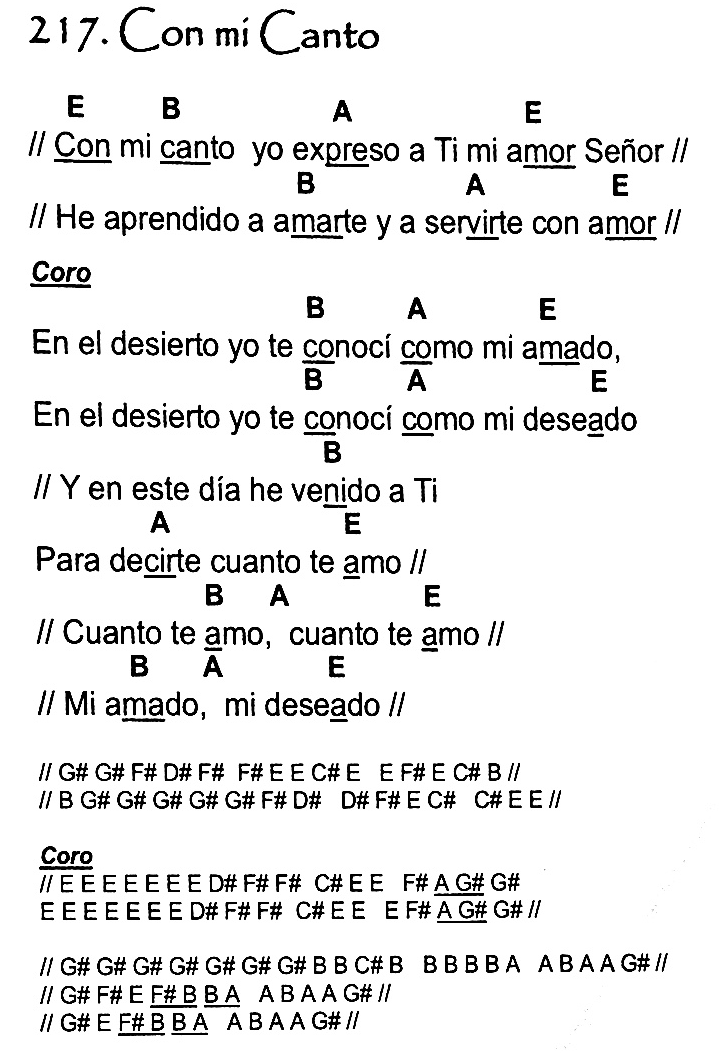 217. Con mi Canto
E B A E
// Con mi canto yo expreso a Ti mi amor Señor //
B A E
// He aprendido a amarte y a servirte con amor //
Coro
B A E
En el desierto yo te conocí como mi amado,
B A E
En el desierto yo te conocí como mi deseado
B
// Y en este día he venido a Ti
A E
Para decirte cuanto te amo //
B A E
// Cuanto te amo, cuanto te amo //
B A E
// Mi amado, mi deseado //
// G# G# F# D# F# F# E E C# E E F# E C# B //
// B G# G# G# G# G# F# D# D# F# E C# C# E E //
Coro
// E E E E E E E D# F# F# C# E E F# A G# G#
E E E E E E E D# F# F# C# E E E F# A G# G# //
// G# G# G# G# G# G# G# B B C# B B B B B A A B A A G# //
// G# F# E F# B B A A B A A G# //
// G# E F# B B A A B A A G# //